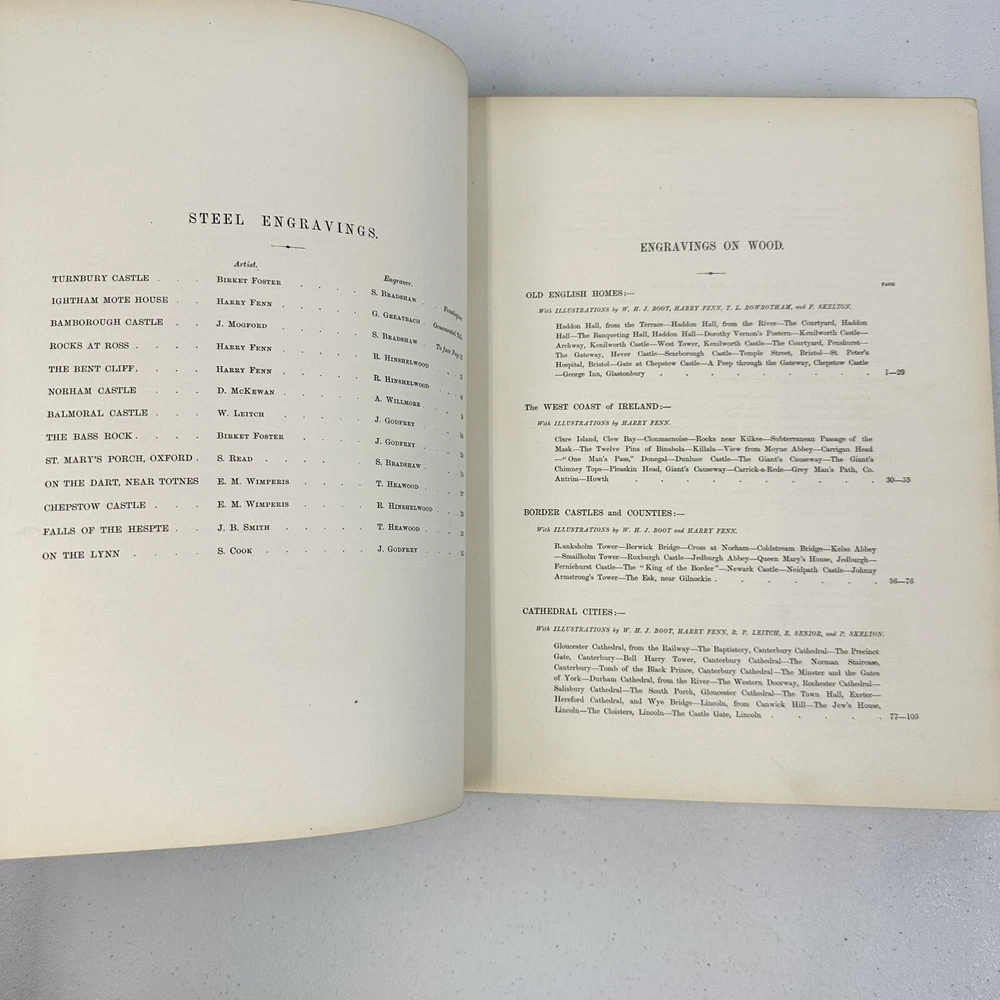 STEEL ENGRAVINGS.
Artist. Engraver.
TURNBURY CASTLE . . . BIRKET FOSTER . . . . S. BRADSHAW . . Frontispiece
IGHTHAM MOTE HOUSE . . HARRY FENN . . . . G. GREATBACH . Ornamental Title
BAMBOROUGH CASTLE . . J. MOGFORD . . . . S. BRADSHAW . To face Page
ROCKS AT ROSS . . . . HARRY FENN . . . . R. HINSHELWOOD
THE BENT CLIFF. . . . HARRY FENN . . . . R. HINSHELWOOD
NORHAM CASTLE . . . D. MCKEWAN . . . . A. WILLMORE
BALMORAL CASTLE . . . W. LEITCH . . . . J. GODFREY
THE BASS ROCK . . . . BIRKET FOSTER . . . . J. GODFREY
ST. MARY'S PORCH, OXFORD . S. READ . . . . S. BRADSHAW
ON THE DART, NEAR TOTNES E. M. WIMPERIS . . . . T. HEAWOOD
CHEPSTOW CASTLE . . . E. M. WIMPERIS . . . . R. HINSHELWOOD
FALLS OF THE HESPTE . . J. B. SMITH . . . . . T. HEAWOOD
ON THE LYNN . . . . S. COOK . . . . . . J. GODFREY
ENGRAVINGS ON WOOD.
PAGE
OLD ENGLISH HOMES:—
With ILLUSTRATIONS by W. H. J. BOOT, HARRY FENN, T. L. ROWBOTHAM, and P. SKELTON.
Haddon Hall, from the Terrace—Haddon Hall, from the River—The Courtyard, Haddon
Hall—The Banqueting Hall, Haddon Hall—Dorothy Vernon's Postern—Kenilworth Castle—
Archway, Kenilworth Castle—West Tower, Kenilworth Castle—The Courtyard, Penshurst—
The Gateway, Hever Castle—Scarborough Castle—Temple Street, Bristol—St. Peter's
Hospital, Bristol—Gate at Chepstow Castle—A Peep through the Gateway, Chepstow Castle
—George Inn, Glastonbury . . . . . . . . . 1—29
The WEST COAST of IRELAND:—
With ILLUSTRATIONS by HARRY FENN.
Clare Island, Clew Bay—Clonmacnoise—Rocks near Kilkee—Subterranean Passage of the
Mask—The Twelve Pins of Binabola—Killala—View from Moyne Abbey—Carrigan Head
—"One Man's Pass," Donegal—Dunluce Castle—The Giant's Causeway—The Giant's
Chimney Tops—Pleaskin Head, Giant's Causeway—Carrick-a-Rede—Grey Man's Path, Co.
Antrim—Howth . . . . . . . . . . 30—55
BORDER CASTLES and COUNTIES:—
With ILLUSTRATIONS by W. H. J. BOOT and HARRY FENN.
Branksholm Tower—Berwick Bridge—Cross at Norham—Coldstream Bridge—Kelso Abbey
—Smailholm Tower—Roxburgh Castle—Jedburgh Abbey—Queen Mary's House, Jedburgh—
Ferniehurst Castle—The "King of the Border"—Newark Castle—Neidpath Castle—Johnny
Armstrong's Tower—The Esk, near Gilnockie . . . . . . . 56—76
CATHEDRAL CITIES:—
With ILLUSTRATIONS by W. H. J. BOOT, HARRY FENN, R. P. LEITCH, E. SENIOR, and P. SKELTON.
Gloucester Cathedral, from the Railway—The Baptistery, Canterbury Cathedral—The Precinct
Gate, Canterbury—Bell Harry Tower, Canterbury Cathedral—The Norman Staircase,
Canterbury—Tomb of the Black Prince, Canterbury Cathedral—The Minster and the Gates
of York—Durham Cathedral, from the River—The Western Doorway, Rochester Cathedral—
Salisbury Cathedral—The South Porch, Gloucester Cathedral—The Town Hall, Exeter—
Hereford Cathedral, and Wye Bridge—Lincoln, from Canwick Hill—The Jew's House,
Lincoln—The Cloisters, Lincoln—The Castle Gate, Lincoln . . . . . . 77—105